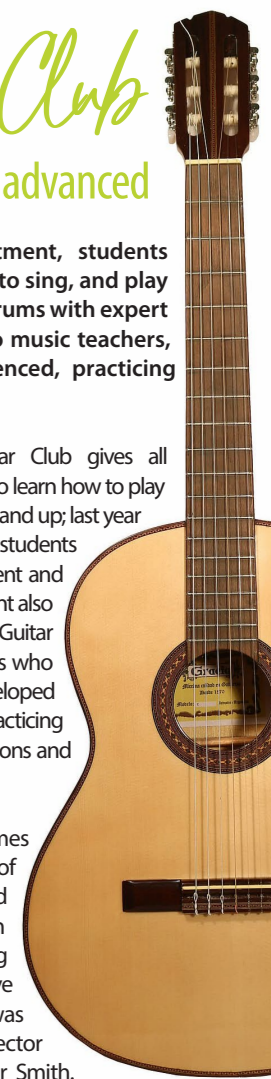 Club
advanced
tment, students
to sing, and play
rums with expert
music teachers,
enced, practicing
ar Club gives all
o learn how to play
and up; last year
students
ent and
nt also
Guitar
s who
eloped
acticing
ons and
mes
of
was
ector
r Smith.